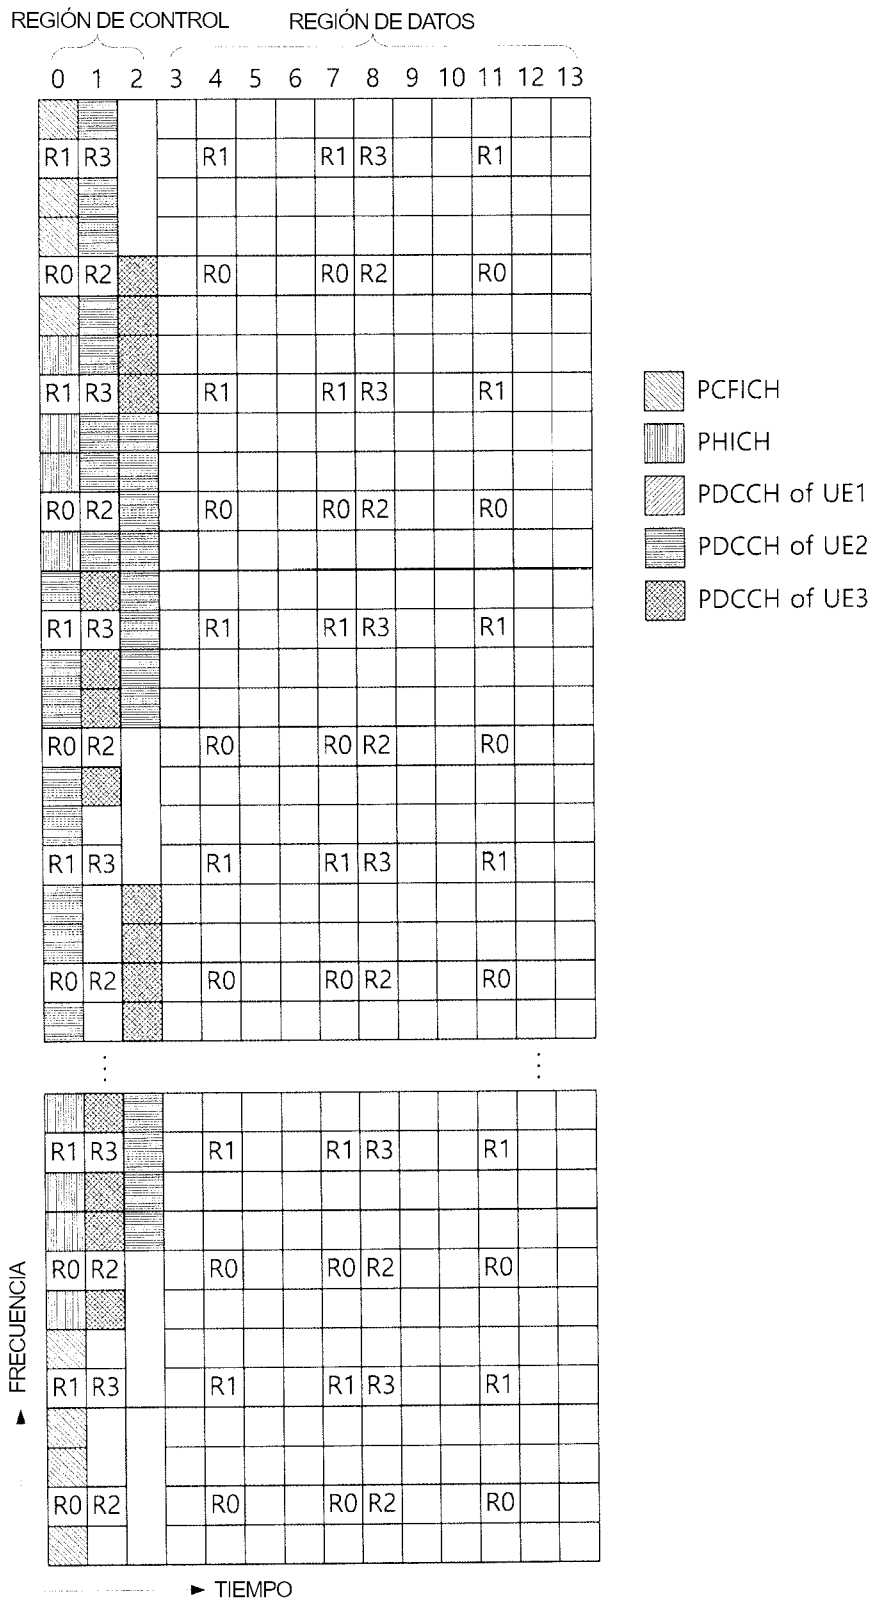 REGIÓN DE CONTROL REGIÓN DE DATOS
0 1 2 3 4 5 6 7 8 9 10 11 12 13
R1 R3 R1 R1 R3 R1
R0 R2 R0 R0 R2 R0
R1 R3 R1 R1 R3 R1
R0 R2 R0 R0 R2 R0
R1 R3 R1 R1 R3 R1
R0 R2 R0 R0 R2 R0
R1 R3 R1 R1 R3 R1
R0 R2 R0 R0 R2 R0
R1 R3 R1 R1 R3 R1
R0 R2 R0 R0 R2 R0
R1 R3 R1 R1 R3 R1
R0 R2 R0 R0 R2 R0
PCFICH
PHICH
PDCCH of UE1
PDCCH of UE2
PDCCH of UE3
FRECUENCIA
TIEMPO